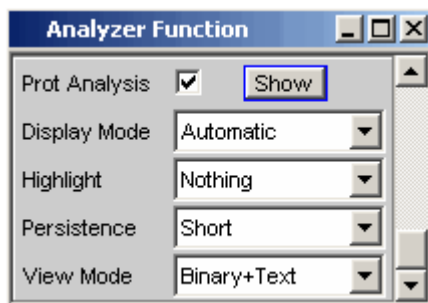 Analyzer Function
Prot Analysis Show
Display Mode Automatic
Highlight Nothing
Persistence Short
View Mode Binary+Text